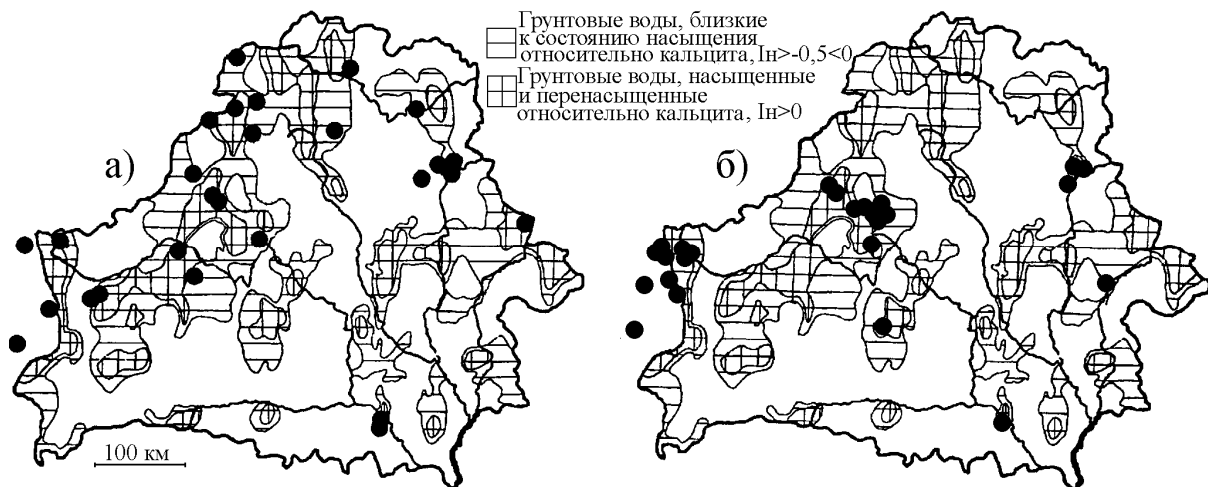 Грунтовые воды, близкие
к состоянию насыщения
относительно кальцита, Iн>-0,5<0
Грунтовые воды, насыщенные
и перенасыщенные
относительно кальцита, Iн>0
а)
б)
100 км